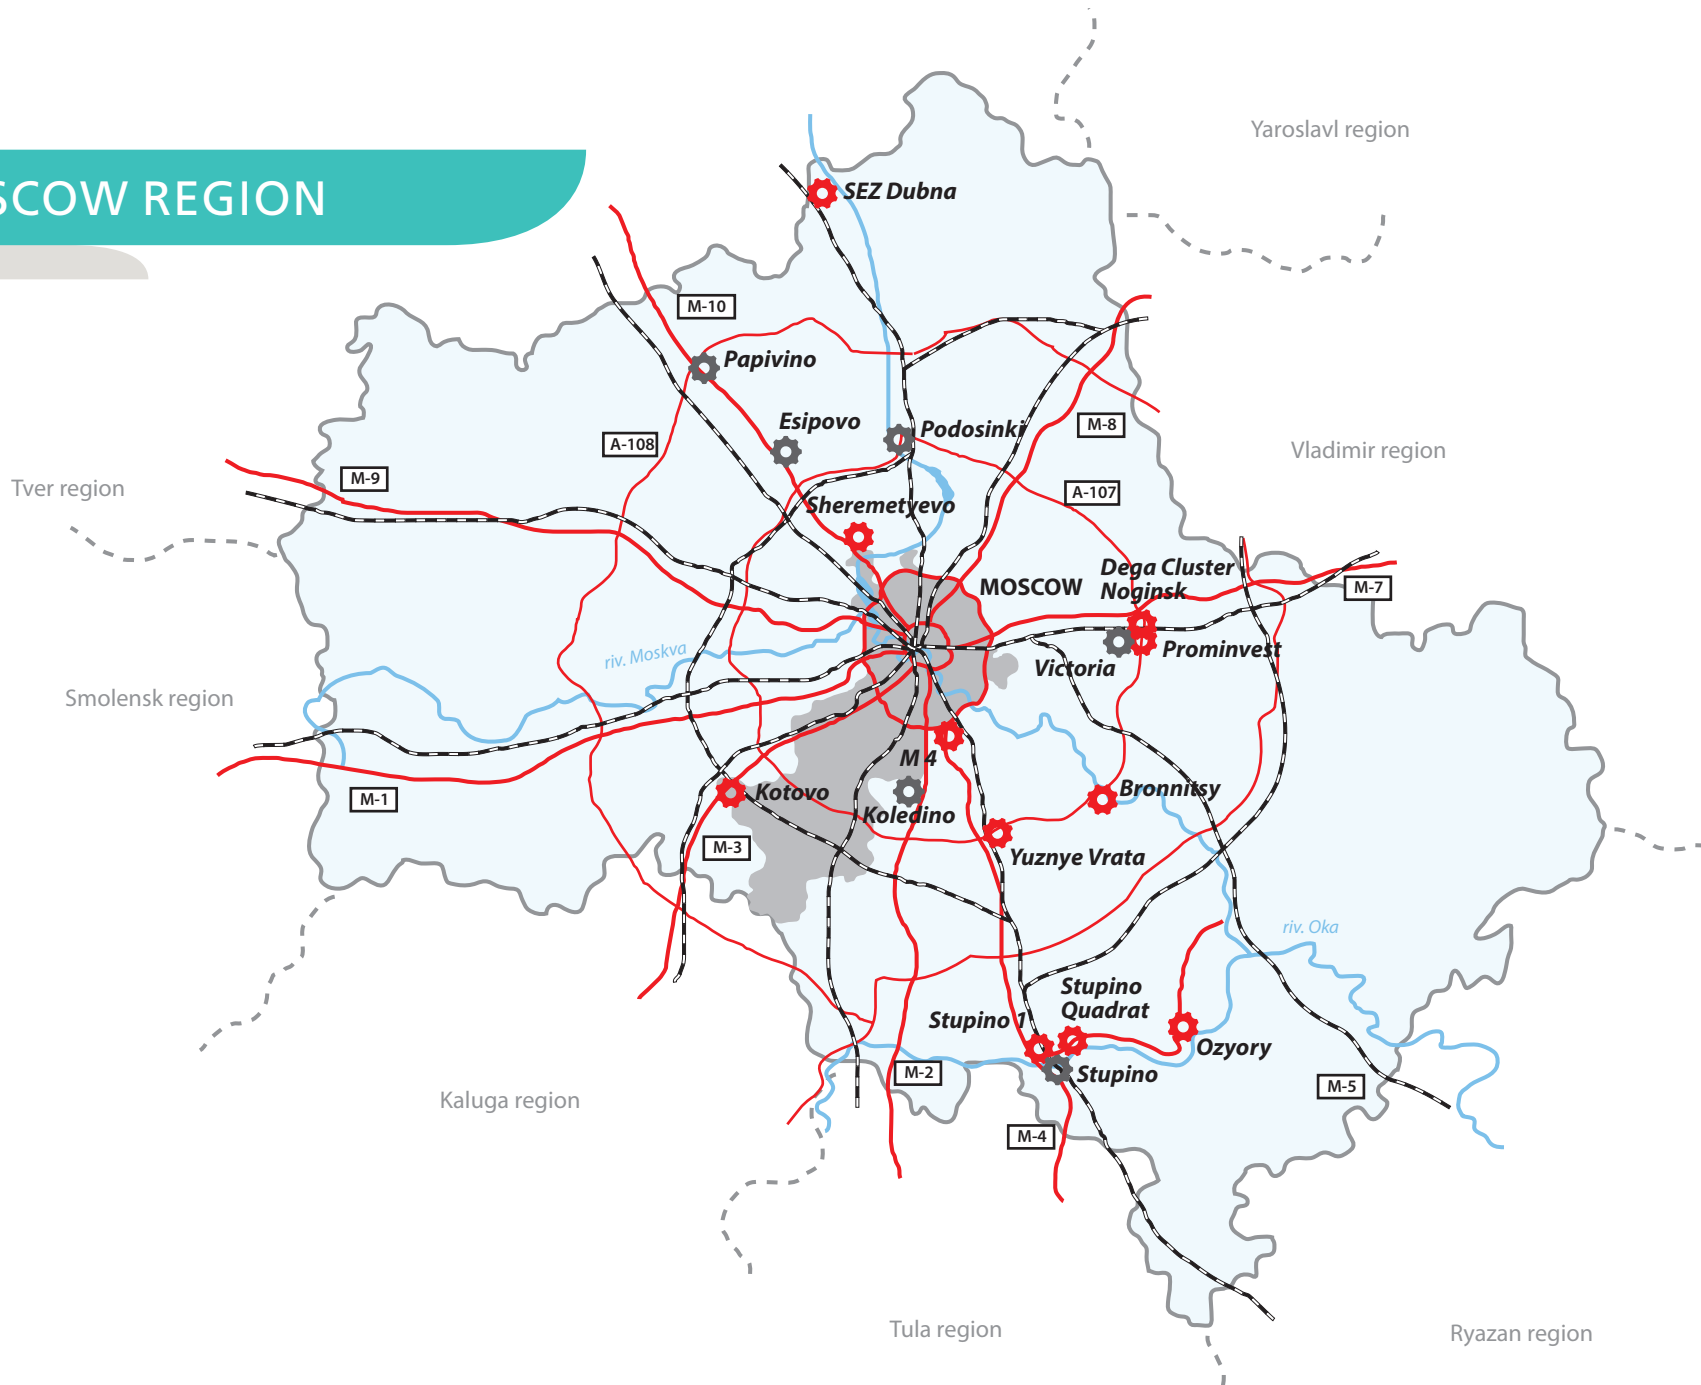 Yaroslavl region
SCOW REGION
SEZ Dubna
M-10
Papivino
Esipovo
Podosinki
M-8
A-108
Vladimir region
M-9
Tver region
A-107
Sheremetyevo
Dega Cluster
Noginsk
MOSCOW
M-7
riv. Moskva
Victoria
Prominvest
Smolensk region
M 4
Bronnitsy
Kotovo
M-1
Koledino
M-3
Yuznye Vrata
riv. Oka
Stupino
Quadrat
Stupino 1
Ozyory
M-2
Stupino
M-5
Kaluga region
M-4
Tula region
Ryazan region